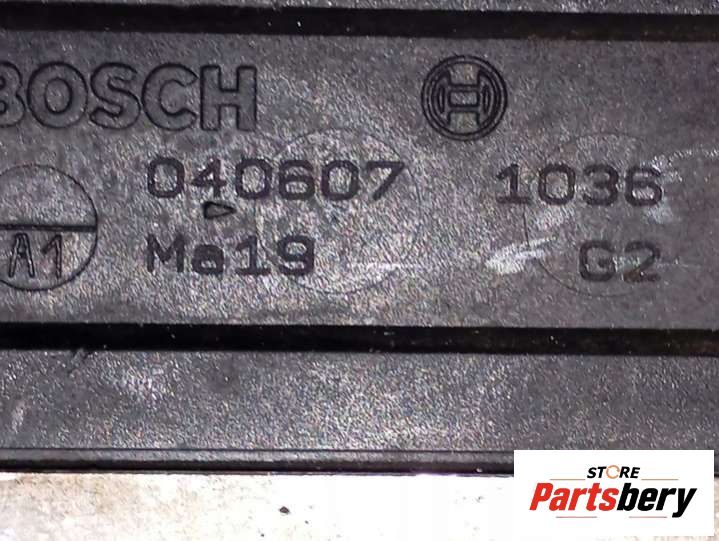 BOSCH
040607 1036
A1 Ma19 G2
STORE
Partsbery